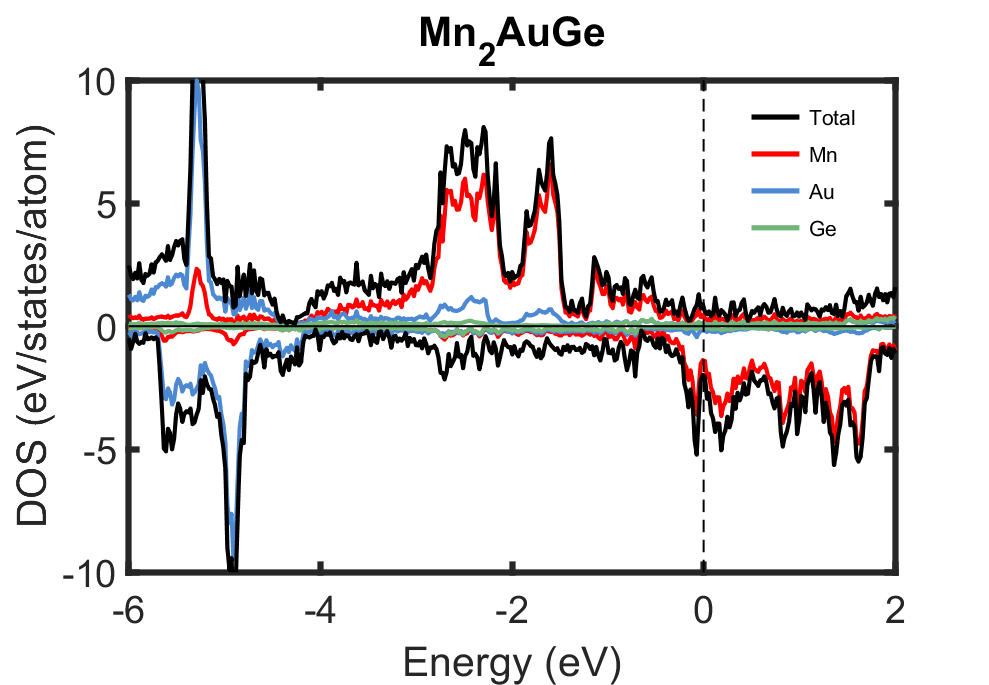 Mn2AuGe
DOS (eV/states/atom)
10
5
0
-5
-10
Total
Mn
Au
Ge
-6 -4 -2 0 2
Energy (eV)